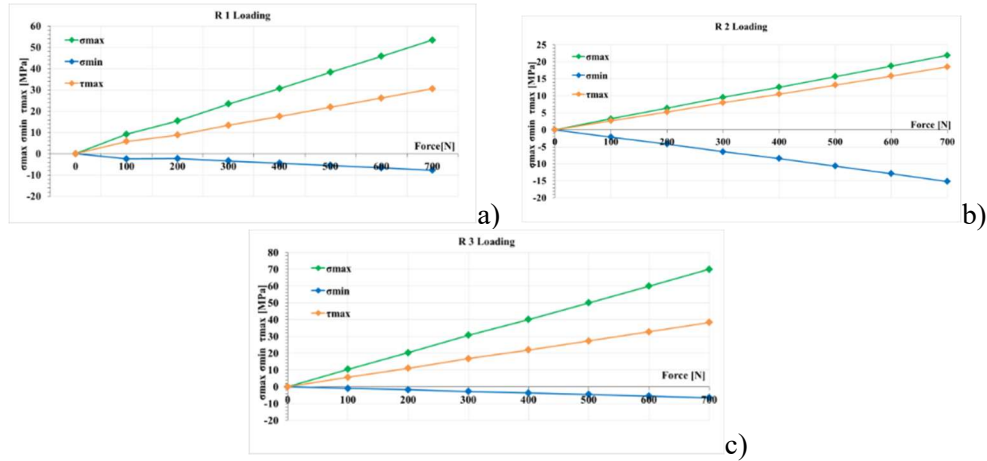 R 1 Loading
σmax σmin τmax [MPa]
60
50
40
30
20
10
0
-10
-20
σmax
σmin
τmax
Force[N]
0 100 200 300 400 500 600 700
a)
R 2 Loading
σmax σmin τmax [MPa]
25
20
15
10
5
0
-5
-10
-15
-20
σmax
σmin
τmax
Force [N]
0 100 200 300 400 500 600 700
b)
R 3 Loading
σmax σmin τmax [MPa]
80
70
60
50
40
30
20
10
0
-10
-20
σmax
σmin
τmax
Force [N]
0 100 200 300 400 500 600 700
c)